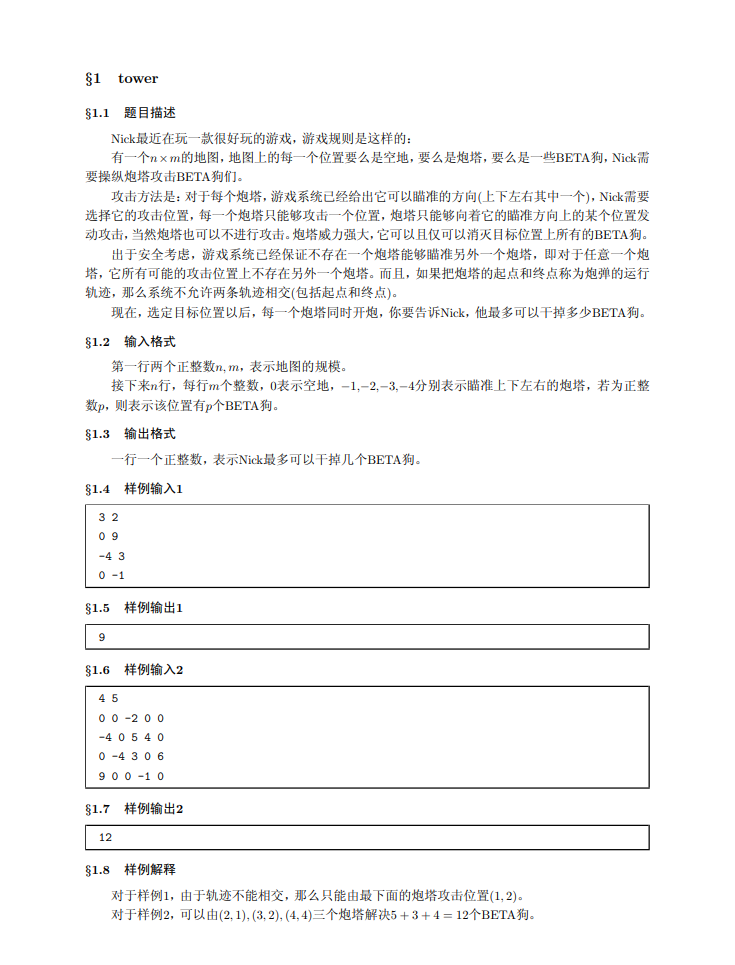 §1 tower
§1.1 题目描述
Nick最近在玩一款很好玩的游戏，游戏规则是这样的：
有一个n×m的地图，地图上的每一个位置要么是空地，要么是炮塔，要么是一些BETA狗，Nick需
要操纵炮塔攻击BETA狗们。
攻击方法是：对于每个炮塔，游戏系统已经给出它可以瞄准的方向(上下左右其中一个)，Nick需要
选择它的攻击位置，每一个炮塔只能够攻击一个位置，炮塔只能够向着它的瞄准方向上的某个位置发
动攻击，当然炮塔也可以不进行攻击。炮塔威力强大，它可以且仅可以消灭目标位置上所有的BETA狗。
出于安全考虑，游戏系统已经保证不存在一个炮塔能够瞄准另外一个炮塔，即对于任意一个炮
塔，它所有可能的攻击位置上不存在另外一个炮塔。而且，如果把炮塔的起点和终点称为炮弹的运行
轨迹，那么系统不允许两条轨迹相交(包括起点和终点)。
现在，选定目标位置以后，每一个炮塔同时开炮，你要告诉Nick，他最多可以干掉多少BETA狗。
§1.2 输入格式
第一行两个正整数n, m，表示地图的规模。
接下来n行，每行m个整数，0表示空地，−1,−2,−3,−4分别表示瞄准上下左右的炮塔，若为正整
数p，则表示该位置有p个BETA狗。
§1.3 输出格式
一行一个正整数，表示Nick最多可以干掉几个BETA狗。
§1.4 样例输入1
3 2
0 9
-4 3
0 -1
§1.5 样例输出1
9
§1.6 样例输入2
4 5
0 0 -2 0 0
-4 0 5 4 0
0 -4 3 0 6
9 0 0 -1 0
§1.7 样例输出2
12
§1.8 样例解释
对于样例1，由于轨迹不能相交，那么只能由最下面的炮塔攻击位置(1, 2)。
对于样例2，可以由(2, 1), (3, 2), (4, 4)三个炮塔解决5 + 3 + 4 = 12个BETA狗。